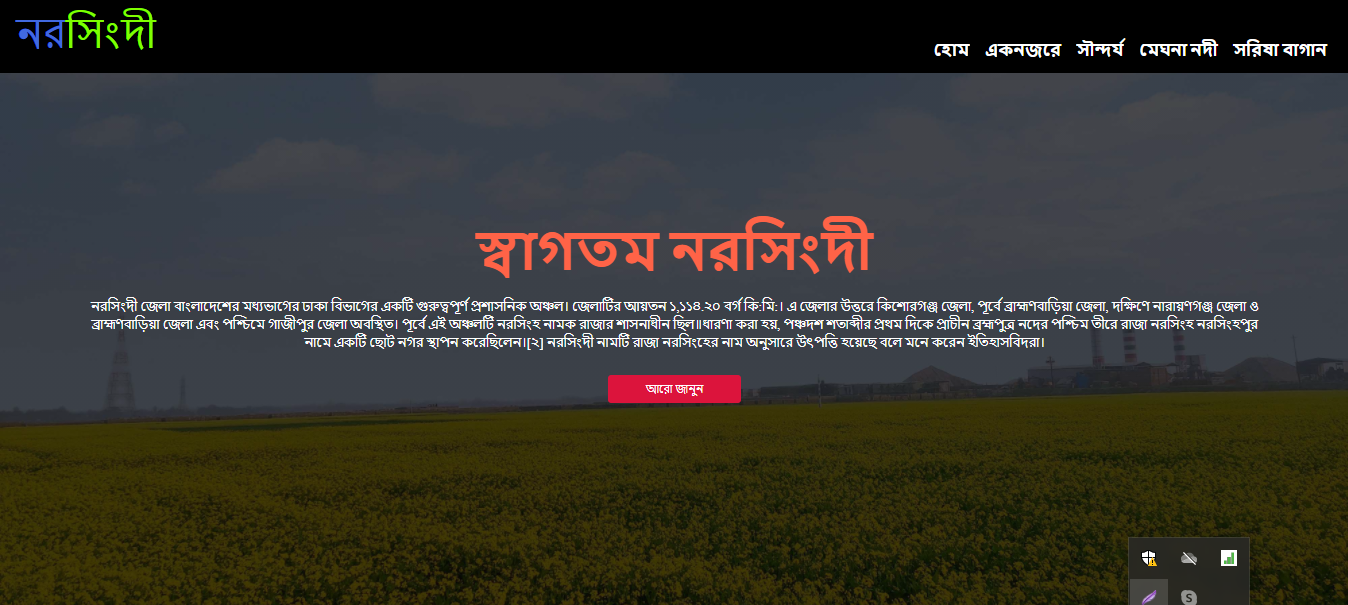 নরসিংদী
হোম একনজরে সৌন্দর্য মেঘনা নদী সরিষা বাগান
স্বাগতম নরসিংদী
নরসিংদী জেলা বাংলাদেশের মধ্যভাগের ঢাকা বিভাগের একটি গুরুত্বপূর্ণ প্রশাসনিক অঞ্চল। জেলাটির আয়তন ১,১১৪.২০ বর্গ কি:মি:। এ জেলার উত্তরে কিশোরগঞ্জ জেলা, পূর্বে ব্রাহ্মণবাড়িয়া জেলা, দক্ষিণে নারায়ণগঞ্জ জেলা ও
ব্রাহ্মণবাড়িয়া জেলা এবং পশ্চিমে গাজীপুর জেলা অবস্থিত। পূর্বে এই অঞ্চলটি নরসিংহ নামক রাজার শাসনাধীন ছিল॥ধারণা করা হয়, পঞ্চদশ শতাব্দীর প্রথম দিকে প্রাচীন ব্রহ্মপুত্র নদের পশ্চিম তীরে রাজা নরসিংহ নরসিংহপুর
নামে একটি ছোট নগর স্থাপন করেছিলেন।[২] নরসিংদী নামটি রাজা নরসিংহের নাম অনুসারে উৎপত্তি হয়েছে বলে মনে করেন ইতিহাসবিদরা।
আরো জানুন
S